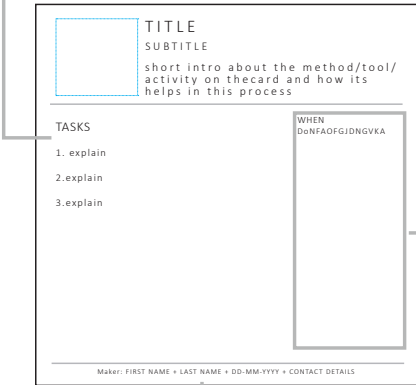 TITLE
SUBTITLE
short intro about the method/tool/
activity on thecard and how its
helps in this process
TASKS
1. explain
2.explain
3.explain
WHEN
DoNFAOFGJDNGVKA
Maker: FIRST NAME + LAST NAME + DD-MM-YYYY + CONTACT DETAILS